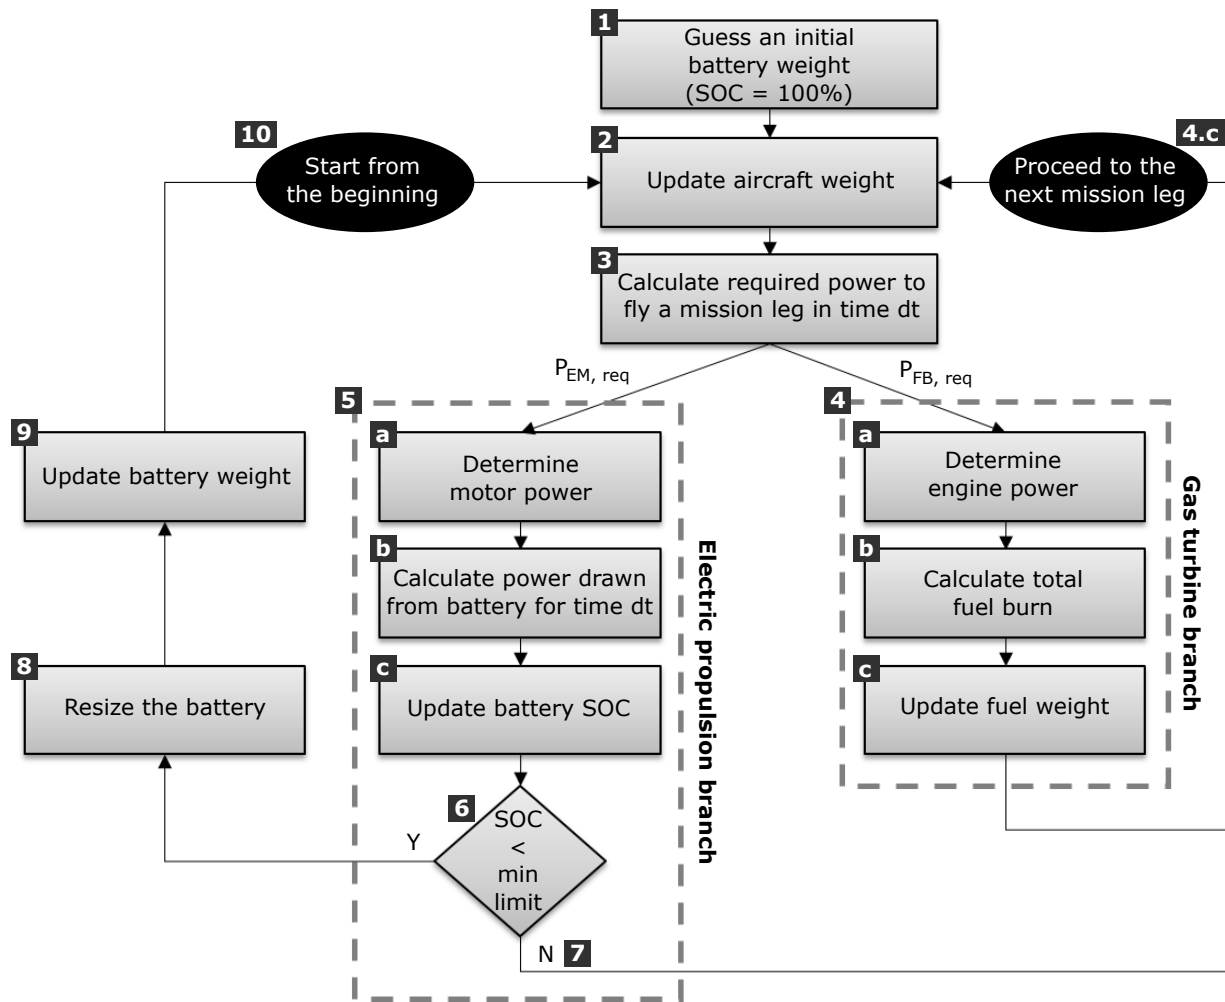 1
Guess an initial
battery weight
(SOC = 100%)
10
Start from
the beginning
2
Update aircraft weight
4.c
Proceed to the
next mission leg
3
Calculate required power to
fly a mission leg in time dt
P_EM, req
P_FB, req
5
a
Determine
motor power
b
Calculate power drawn
from battery for time dt
c
Update battery SOC
6
SOC
<
min
limit
Y
N
7
Electric propulsion branch
4
a
Determine
engine power
b
Calculate total
fuel burn
c
Update fuel weight
Gas turbine branch
8
Resize the battery
9
Update battery weight